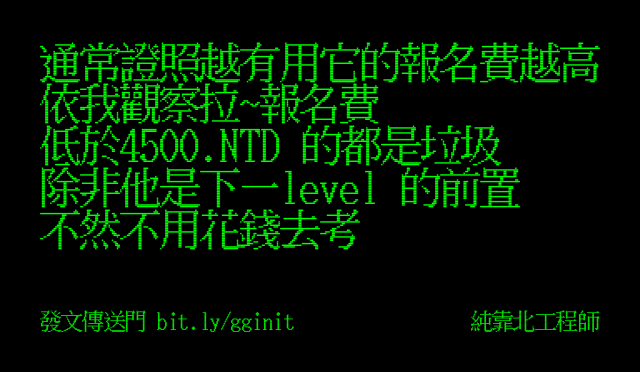 通常證照越有用它的報名費越高
依我觀察拉~報名費
低於4500.NTD 的都是垃圾
除非他是下一level 的前置
不然不用花錢去考
發文傳送門 bit.ly/gginit
純靠北工程師